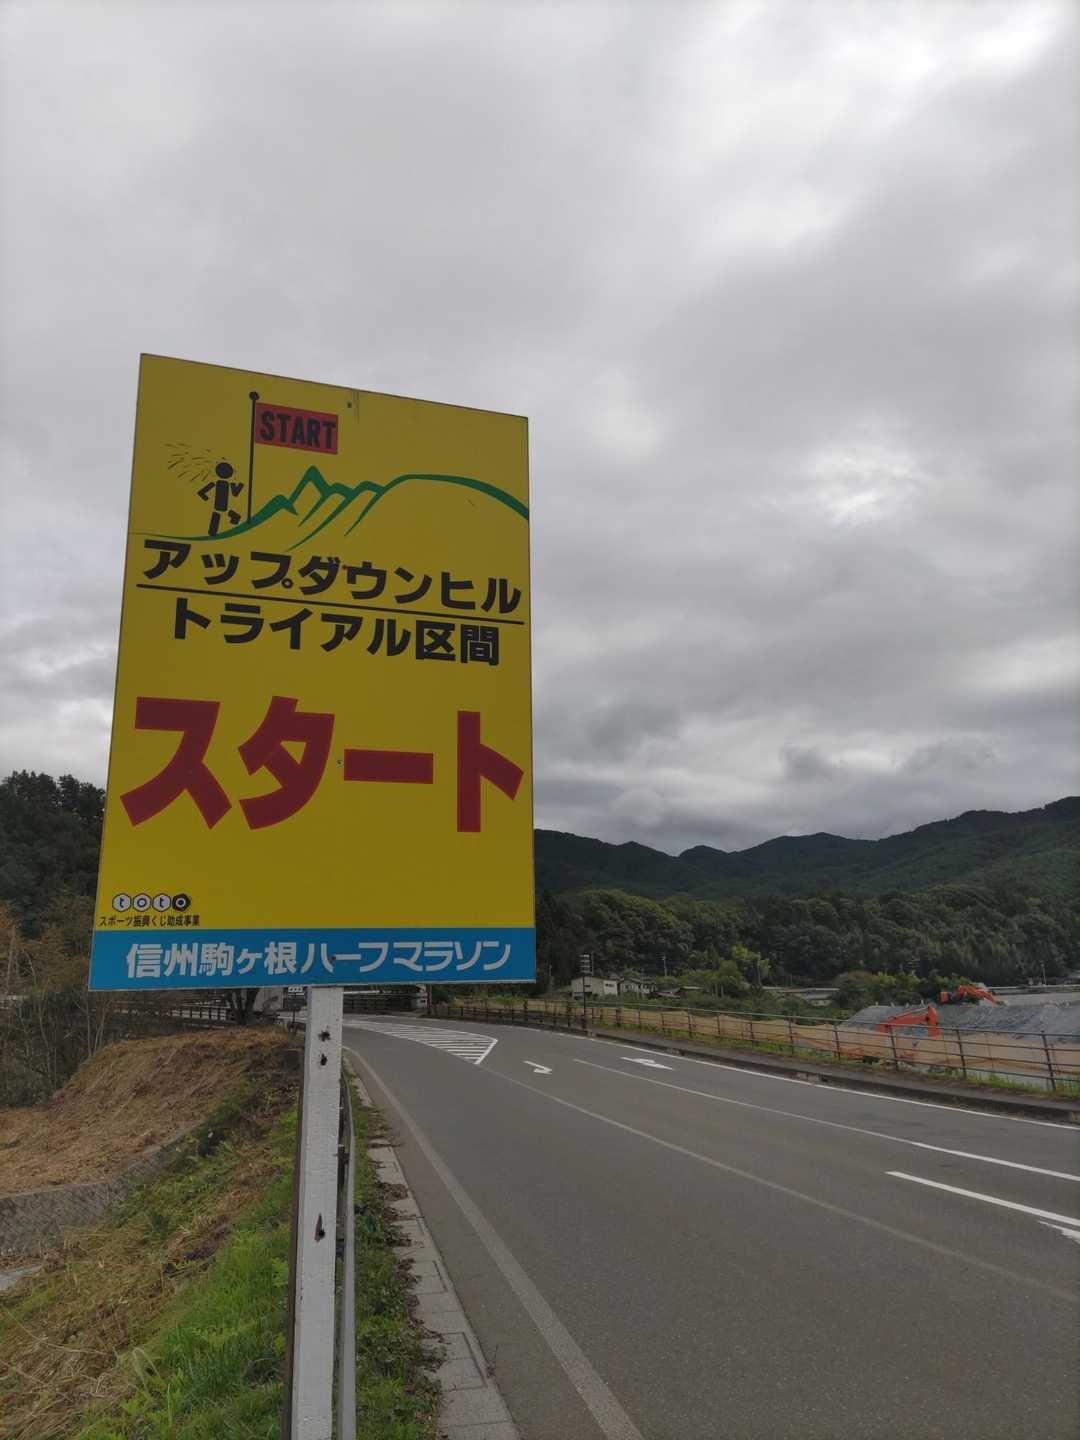 START
アップダウンヒル
トライアル区間
スタート
toto
スポーツ振興くじ助成事業
信州駒ヶ根ハーフマラソン